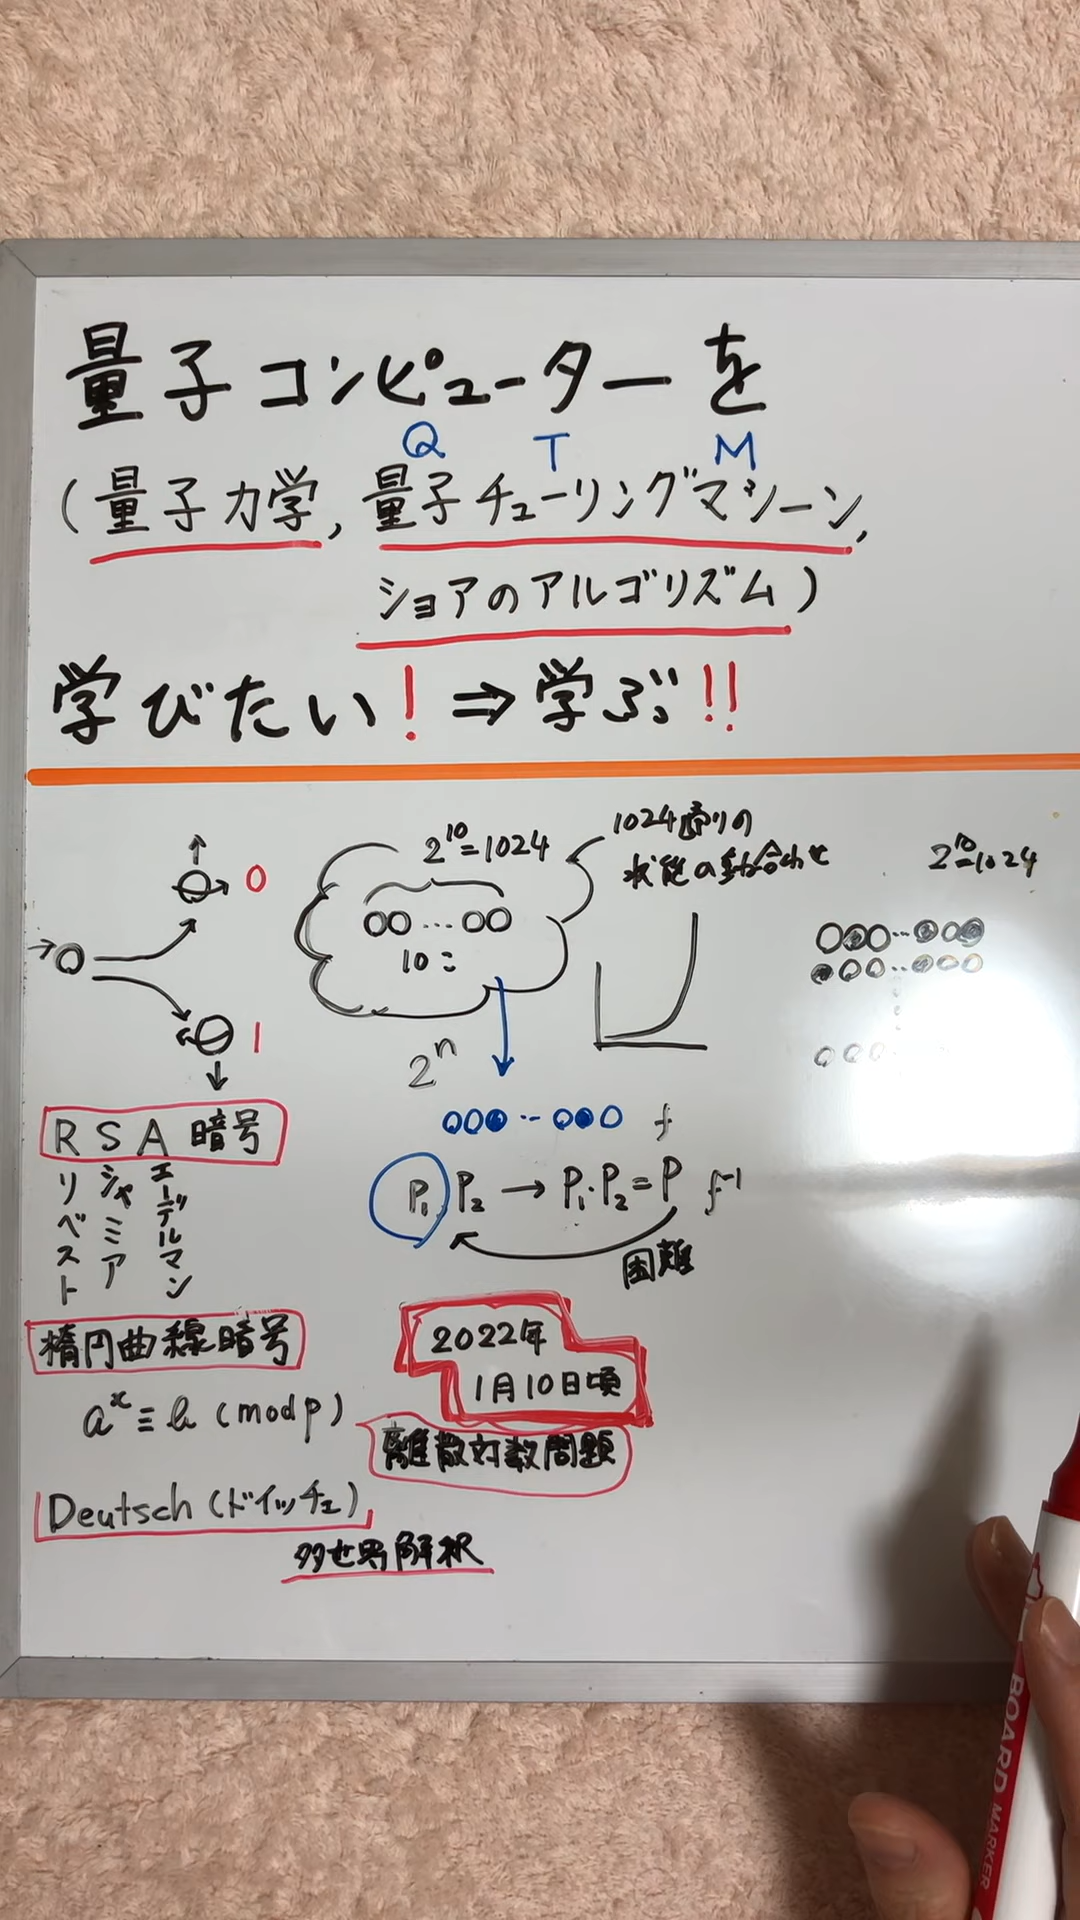 量子コンピューターを
Q T M
(量子力学, 量子チューリングマシーン,
ショアのアルゴリズム)
学びたい! ⇒ 学ぶ!!
0
1
2^10=1024
10コ
1024通りの
状態の重ね合わせ
2^10=1024
2^n
f
P₁ P₂ → P₁·P₂=P f⁻¹
困難
RSA暗号
リベスト
シャミア
エーデルマン
楕円曲線暗号
a^x≡b (mod p)
2022年
1月10日頃
離散対数問題
Deutsch(ドイッチェ)
多世界解釈
BOARD MARKER